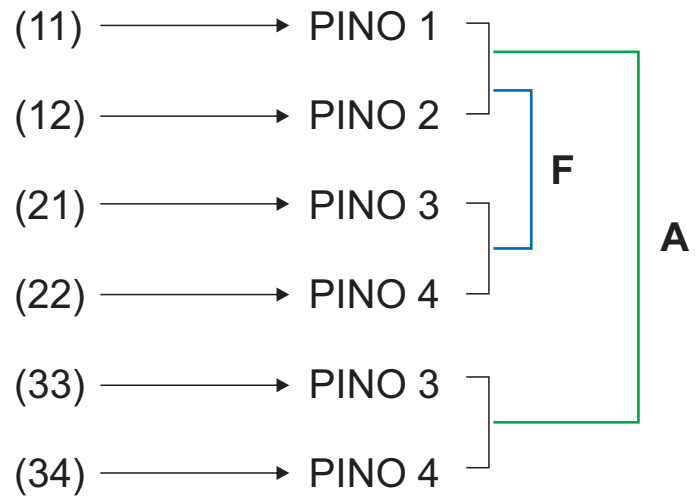 (11) PINO 1
(12) PINO 2
F
(21) PINO 3
A
(22) PINO 4
(33) PINO 3
(34) PINO 4